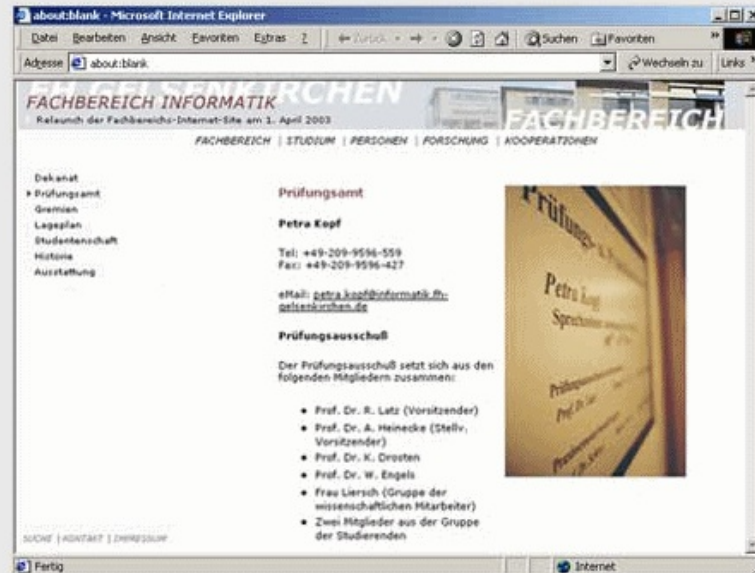 about:blank - Microsoft Internet Explorer
Datei Bearbeiten Ansicht Favoriten Extras ?
Zurück
Suchen
Favoriten
»
Adresse
about:blank
Wechseln zu
Links »
FH GELSENKIRCHEN
FACHBEREICH INFORMATIK
Relaunch der Fachbereichs-Internet-Site am 1. April 2003
FACHBEREICH
FACHBEREICH | STUDIUM | PERSONEN | FORSCHUNG | KOOPERATIONEN
Dekanat
Prüfungsamt
Gremien
Lageplan
Studentenschaft
Historie
Ausstattung
Prüfungsamt
Petra Kopf
Tel: +49-209-9596-559
Fax: +49-209-9596-427
eMail: petra.kopf@informatik.fh-
gelsenkirchen.de
Prüfungsausschuß
Der Prüfungsausschuß setzt sich aus den
folgenden Mitgliedern zusammen:
• Prof. Dr. R. Latz (Vorsitzender)
• Prof. Dr. A. Heinecke (Stellv.
Vorsitzender)
• Prof. Dr. K. Drosten
• Prof. Dr. W. Engels
• Frau Liersch (Gruppe der
wissenschaftlichen Mitarbeiter)
• Zwei Mitglieder aus der Gruppe
der Studierenden
Prüfungs- u.
Petra Kopf
Prof. Dr.
SUCHE | KONTAKT | IMPRESSUM
Fertig
Internet